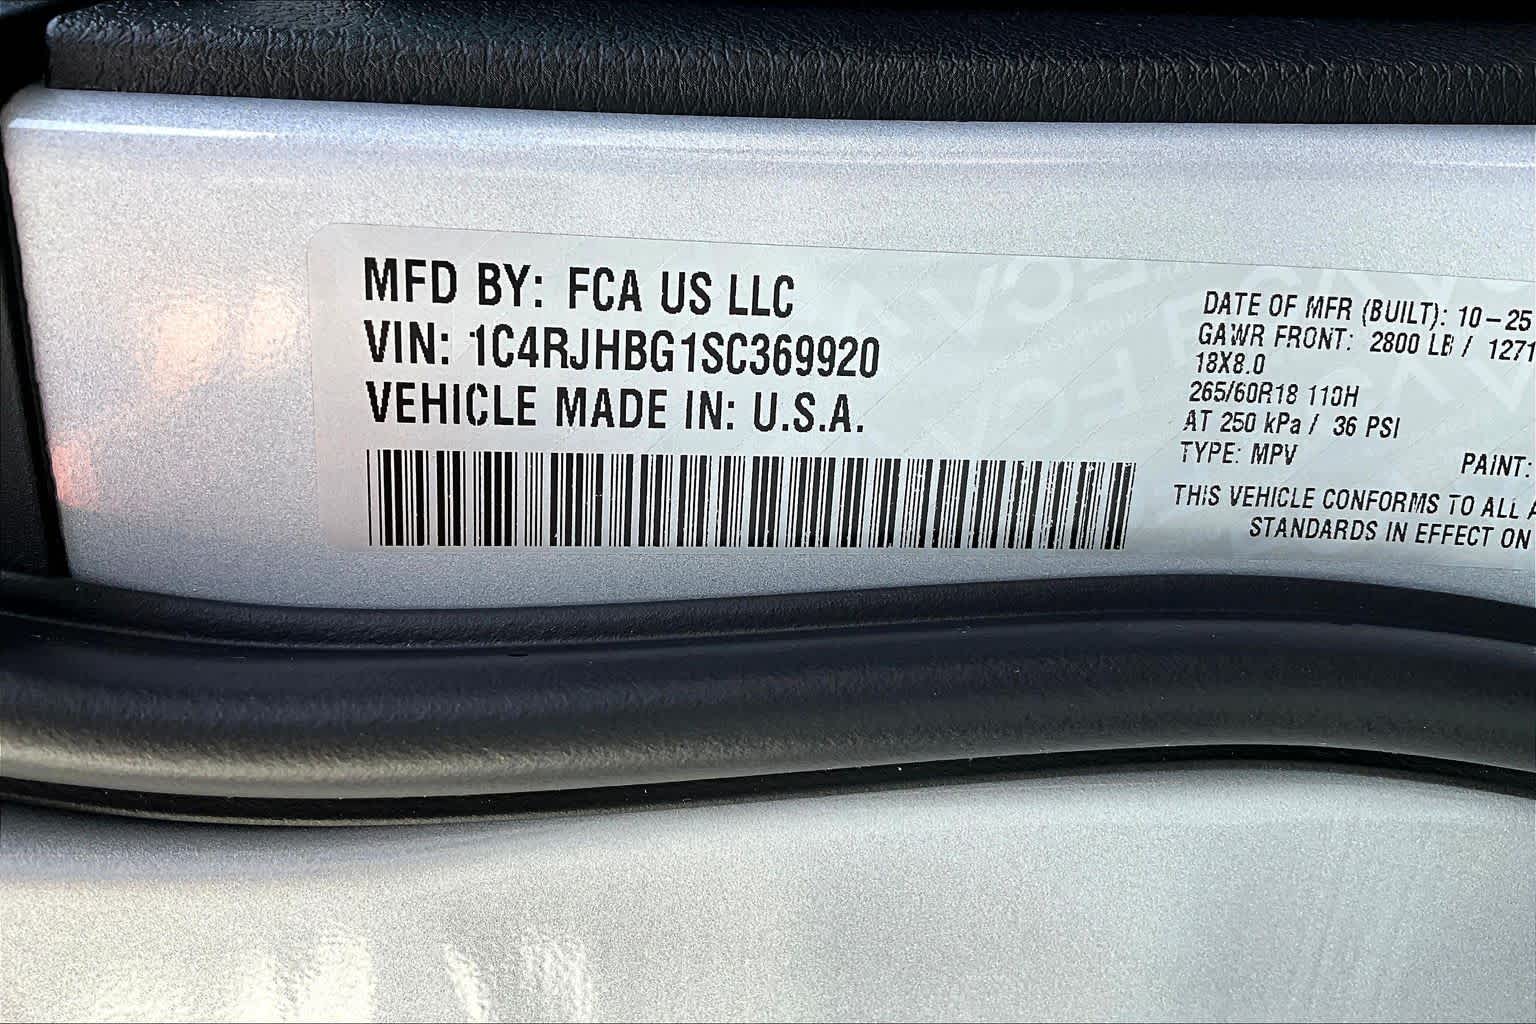 MFD BY: FCA US LLC
VIN: 1C4RJHBG1SC369920
VEHICLE MADE IN: U.S.A.
DATE OF MFR (BUILT): 10-25
GAWR FRONT: 2800 LB / 1271
18X8.0
265/60R18 110H
AT 250 kPa / 36 PSI
TYPE: MPV PAINT:
THIS VEHICLE CONFORMS TO ALL A
STANDARDS IN EFFECT ON